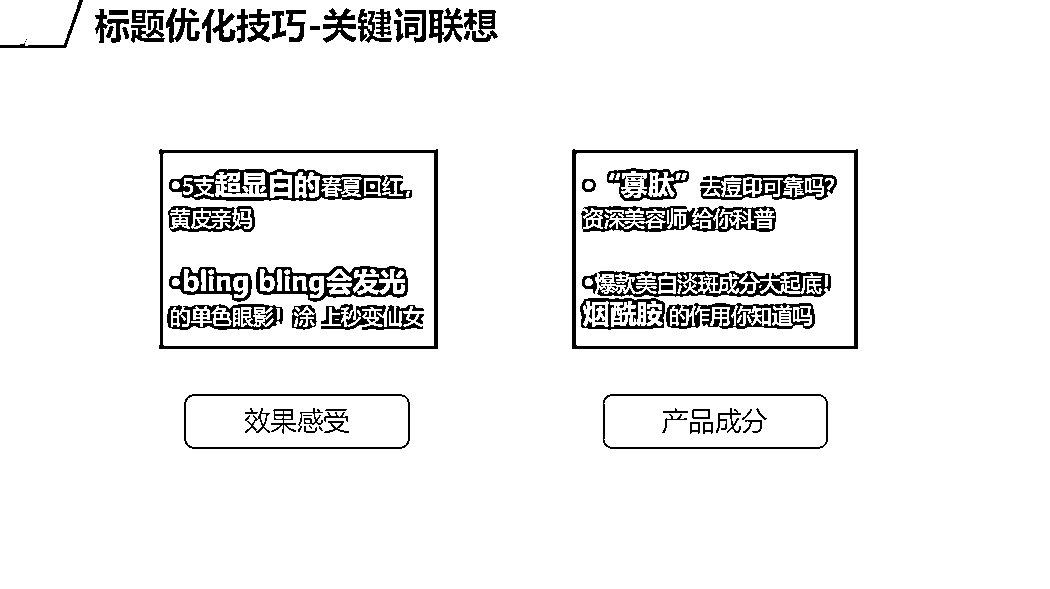 标题优化技巧-关键词联想
•5支超显白的春夏口红,
黄皮亲妈
•bling bling会发光
的单色眼影! 涂 上秒变仙女
效果感受
•“寡肽” 去痘印可靠吗?
资深美容师 给你科普
•爆款美白淡斑成分大起底!
烟酰胺 的作用你知道吗
产品成分